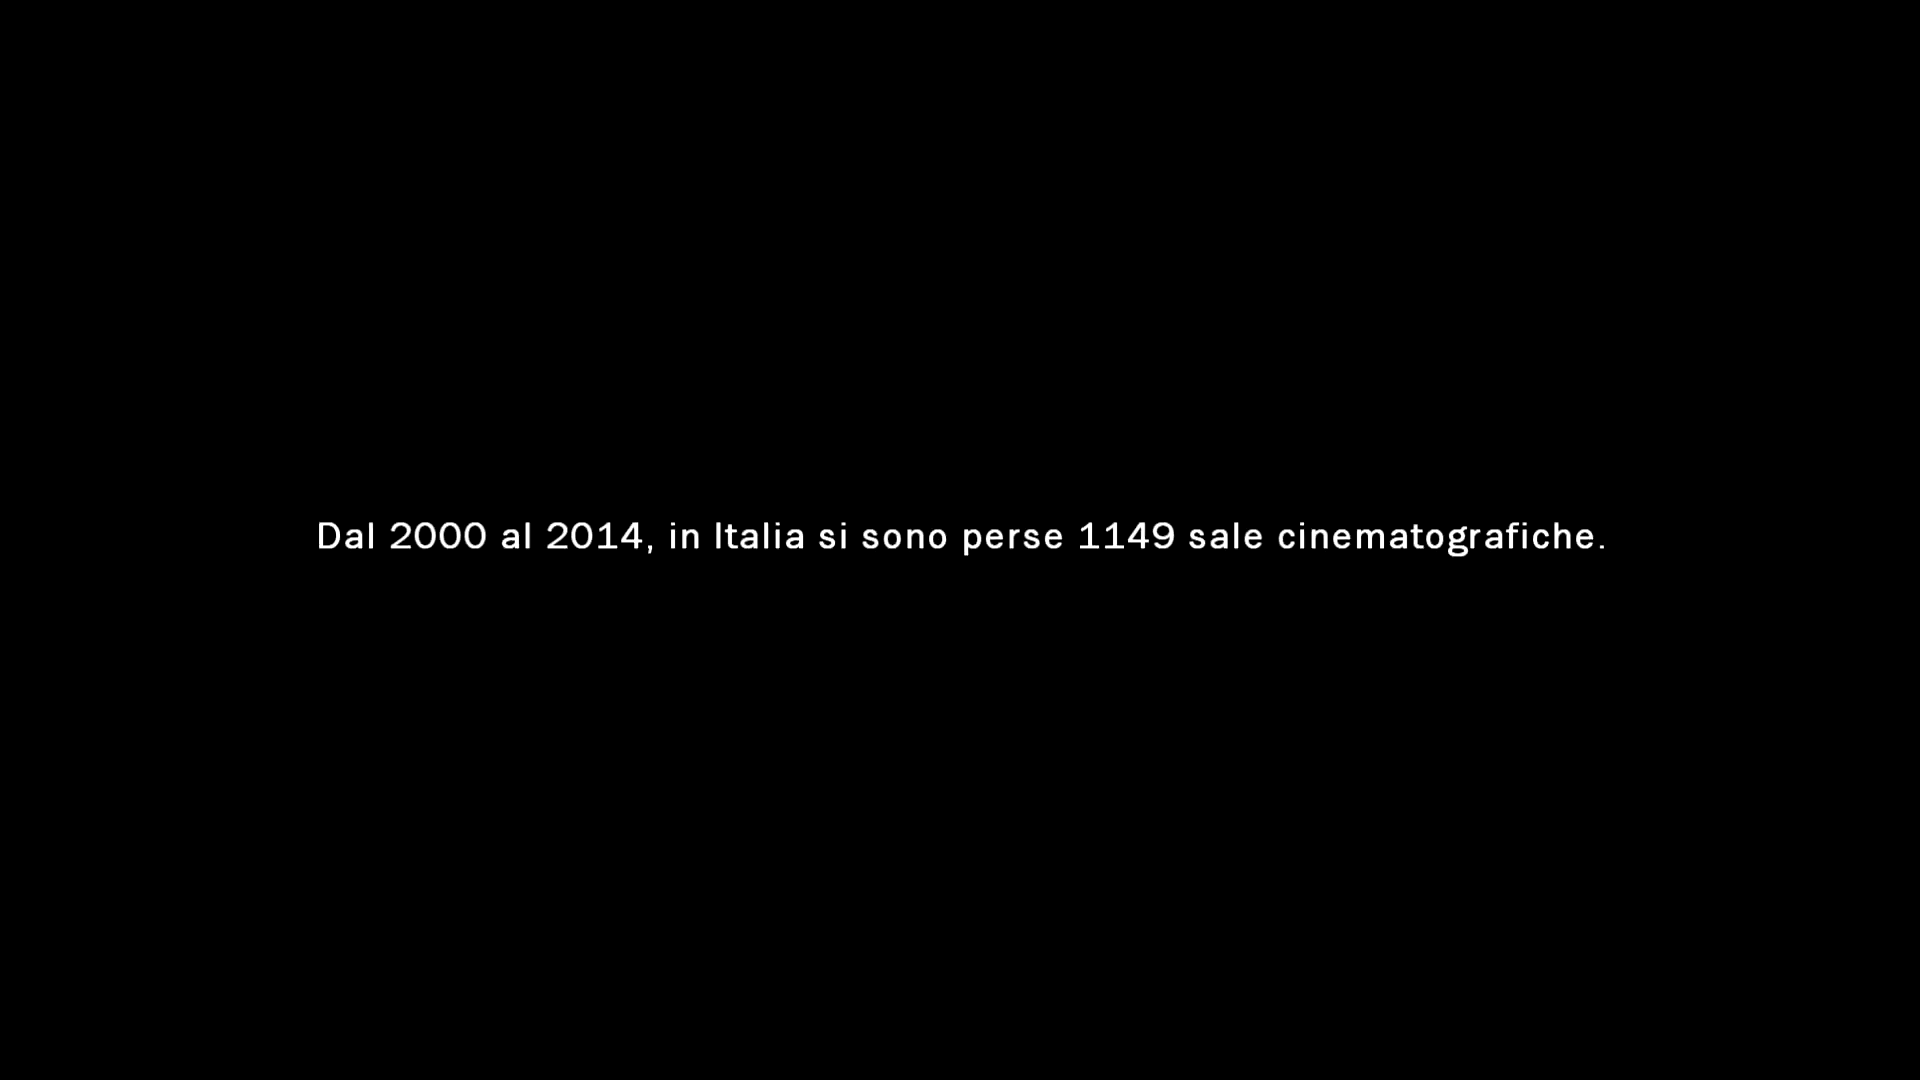 Dal 2000 al 2014, in Italia si sono perse 1149 sale cinematografiche.